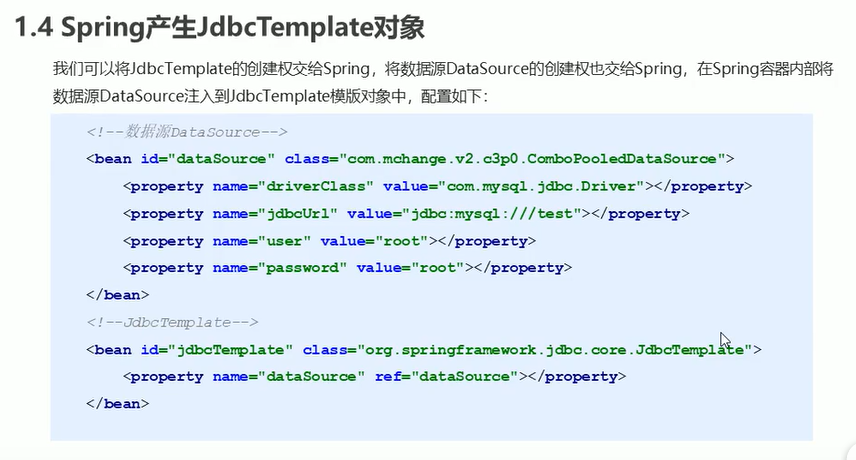 1.4 Spring产生JdbcTemplate对象
我们可以将JdbcTemplate的创建权交给Spring，将数据源DataSource的创建权也交给Spring，在Spring容器内部将
数据源DataSource注入到JdbcTemplate模版对象中，配置如下：
<!--数据源DataSource-->
<bean id="dataSource" class="com.mchange.v2.c3p0.ComboPooledDataSource">
    <property name="driverClass" value="com.mysql.jdbc.Driver"></property>
    <property name="jdbcUrl" value="jdbc:mysql:///test"></property>
    <property name="user" value="root"></property>
    <property name="password" value="root"></property>
</bean>
<!--JdbcTemplate-->
<bean id="jdbcTemplate" class="org.springframework.jdbc.core.JdbcTemplate">
    <property name="dataSource" ref="dataSource"></property>
</bean>